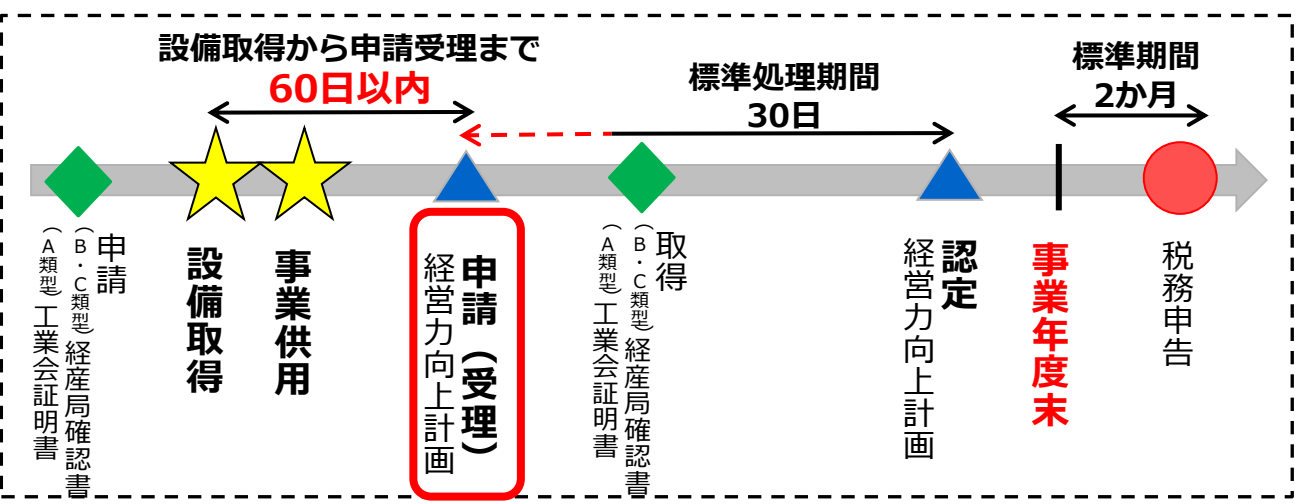 設備取得から申請受理まで
60日以内
標準処理期間
30日
標準期間
2か月
申請
（B・C類型）経産局確認書
（A類型）工業会証明書
設備取得
事業供用
申請（受理）
経営力向上計画
取得
（B・C類型）経産局確認書
（A類型）工業会証明書
認定
経営力向上計画
事業年度末
税務申告